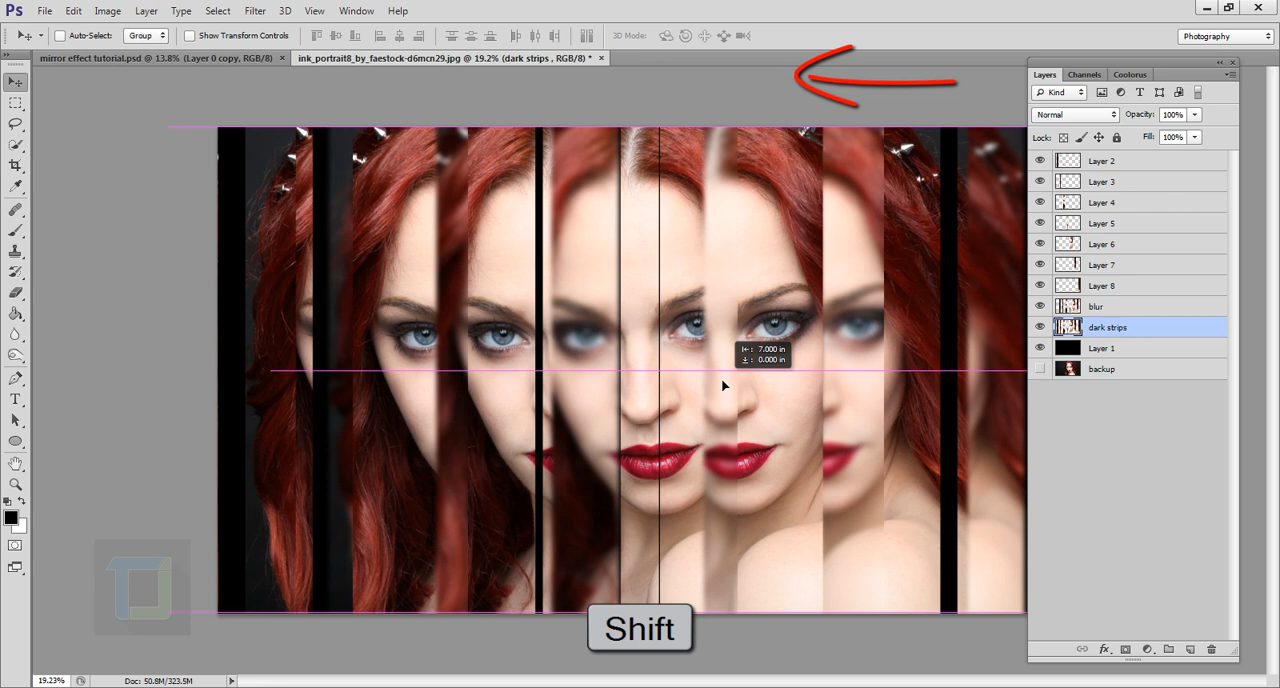 Ps File Edit Image Layer Type Select Filter 3D View Window Help
Auto-Select: Group Show Transform Controls 3D Mode: Photography
mirror effect tutorial.psd @ 13.8% (Layer 0 copy, RGB/8) × ink_portrait8_by_faestock-d6mcn29.jpg @ 19.2% (dark strips , RGB/8) * ×
Layers Channels Coolorus
Kind
Normal Opacity: 100%
Lock: Fill: 100%
Layer 2
Layer 3
Layer 4
Layer 5
Layer 6
Layer 7
Layer 8
blur
dark strips
Layer 1
backup
7.000 in
0.000 in
Shift
fx
19.23% Doc: 50.8M/323.5M